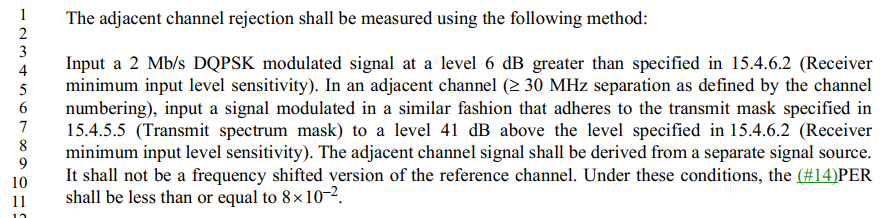 1 The adjacent channel rejection shall be measured using the following method:
2
3 Input a 2 Mb/s DQPSK modulated signal at a level 6 dB greater than specified in 15.4.6.2 (Receiver
4 minimum input level sensitivity). In an adjacent channel (≥ 30 MHz separation as defined by the channel
5 numbering), input a signal modulated in a similar fashion that adheres to the transmit mask specified in
6 15.4.5.5 (Transmit spectrum mask) to a level 41 dB above the level specified in 15.4.6.2 (Receiver
7 minimum input level sensitivity). The adjacent channel signal shall be derived from a separate signal source.
8 It shall not be a frequency shifted version of the reference channel. Under these conditions, the (#14)PER
9 shall be less than or equal to 8×10⁻².
10
11